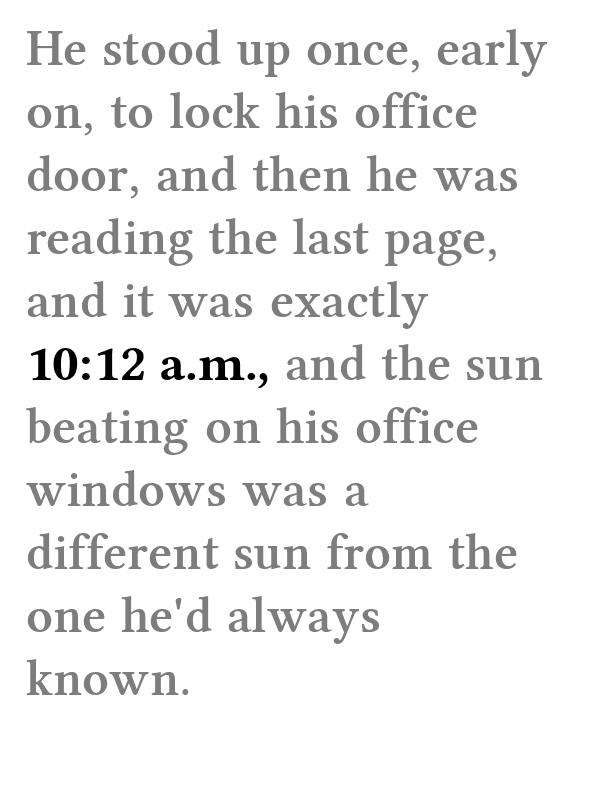 He stood up once, early
on, to lock his office
door, and then he was
reading the last page,
and it was exactly
10:12 a.m., and the sun
beating on his office
windows was a
different sun from the
one he'd always
known.